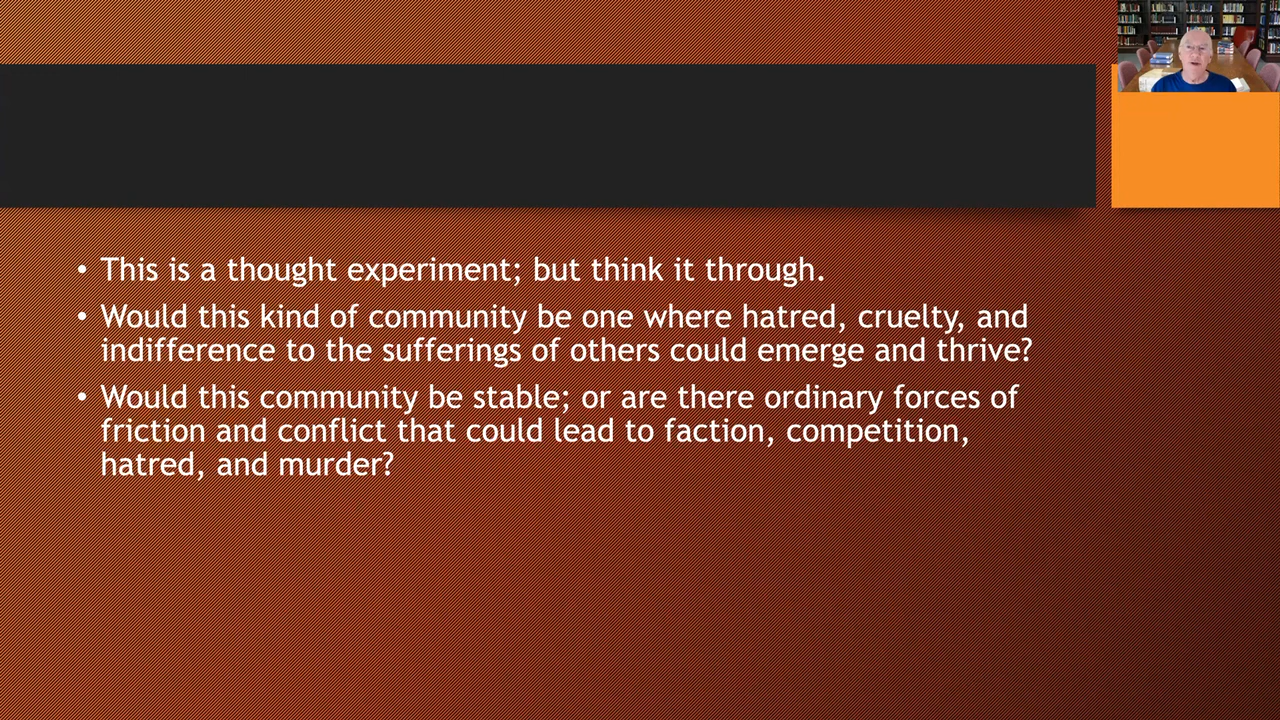 • This is a thought experiment; but think it through.
• Would this kind of community be one where hatred, cruelty, and
indifference to the sufferings of others could emerge and thrive?
• Would this community be stable; or are there ordinary forces of
friction and conflict that could lead to faction, competition,
hatred, and murder?